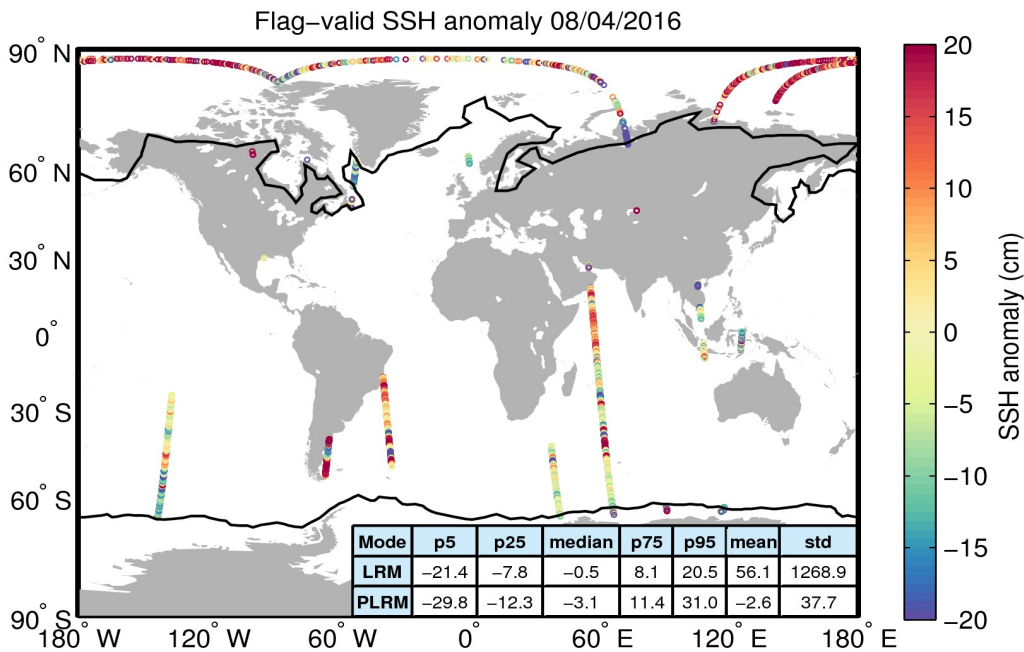 Flag−valid SSH anomaly 08/04/2016
90° N
60° N
30° N
0°
30° S
60° S
90° S
180° W 120° W 60° W 0° 60° E 120° E 180° E
Mode p5 p25 median p75 p95 mean std
LRM −21.4 −7.8 −0.5 8.1 20.5 56.1 1268.9
PLRM −29.8 −12.3 −3.1 11.4 31.0 −2.6 37.7
20
15
10
5
0
−5
−10
−15
−20
SSH anomaly (cm)